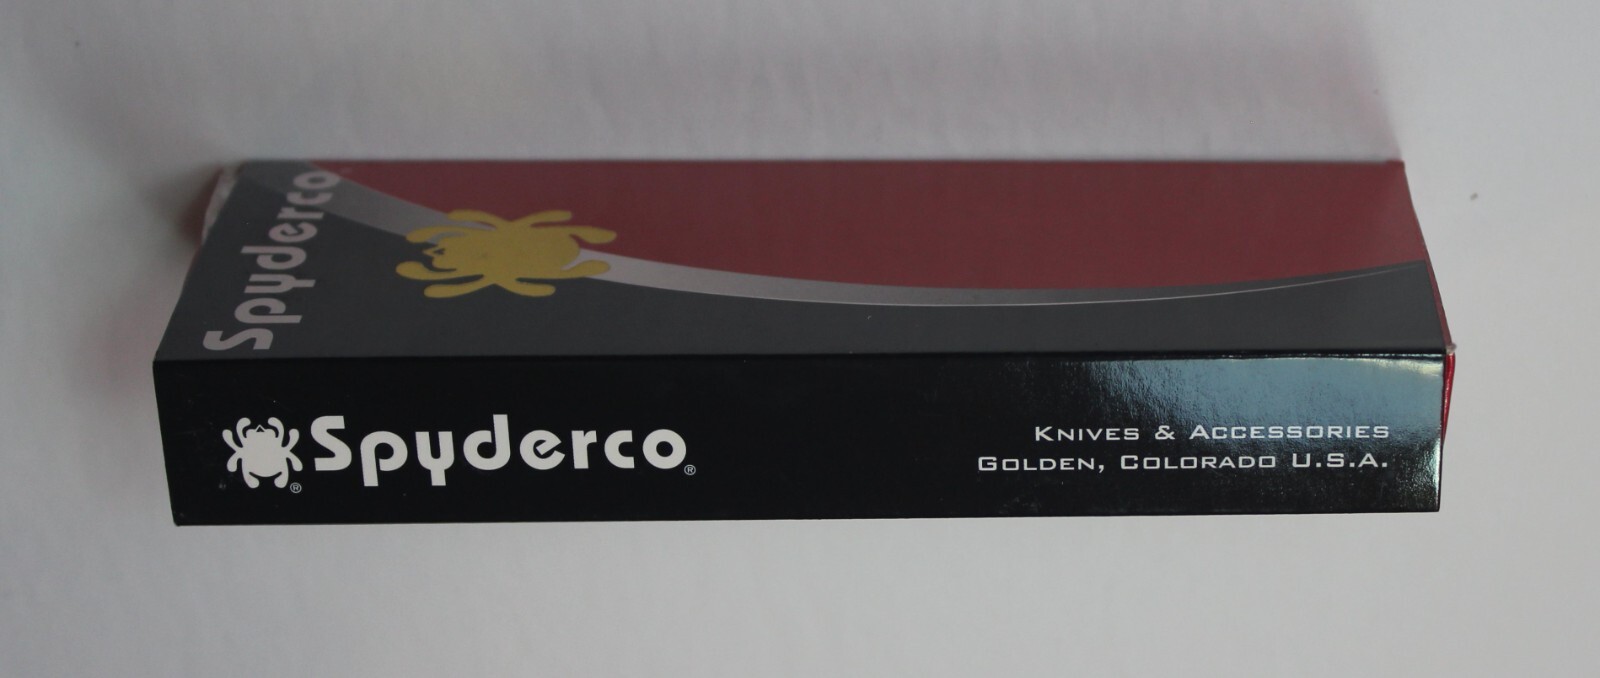 Spyderco
Spyderco®
Knives & Accessories
Golden, Colorado U.S.A.